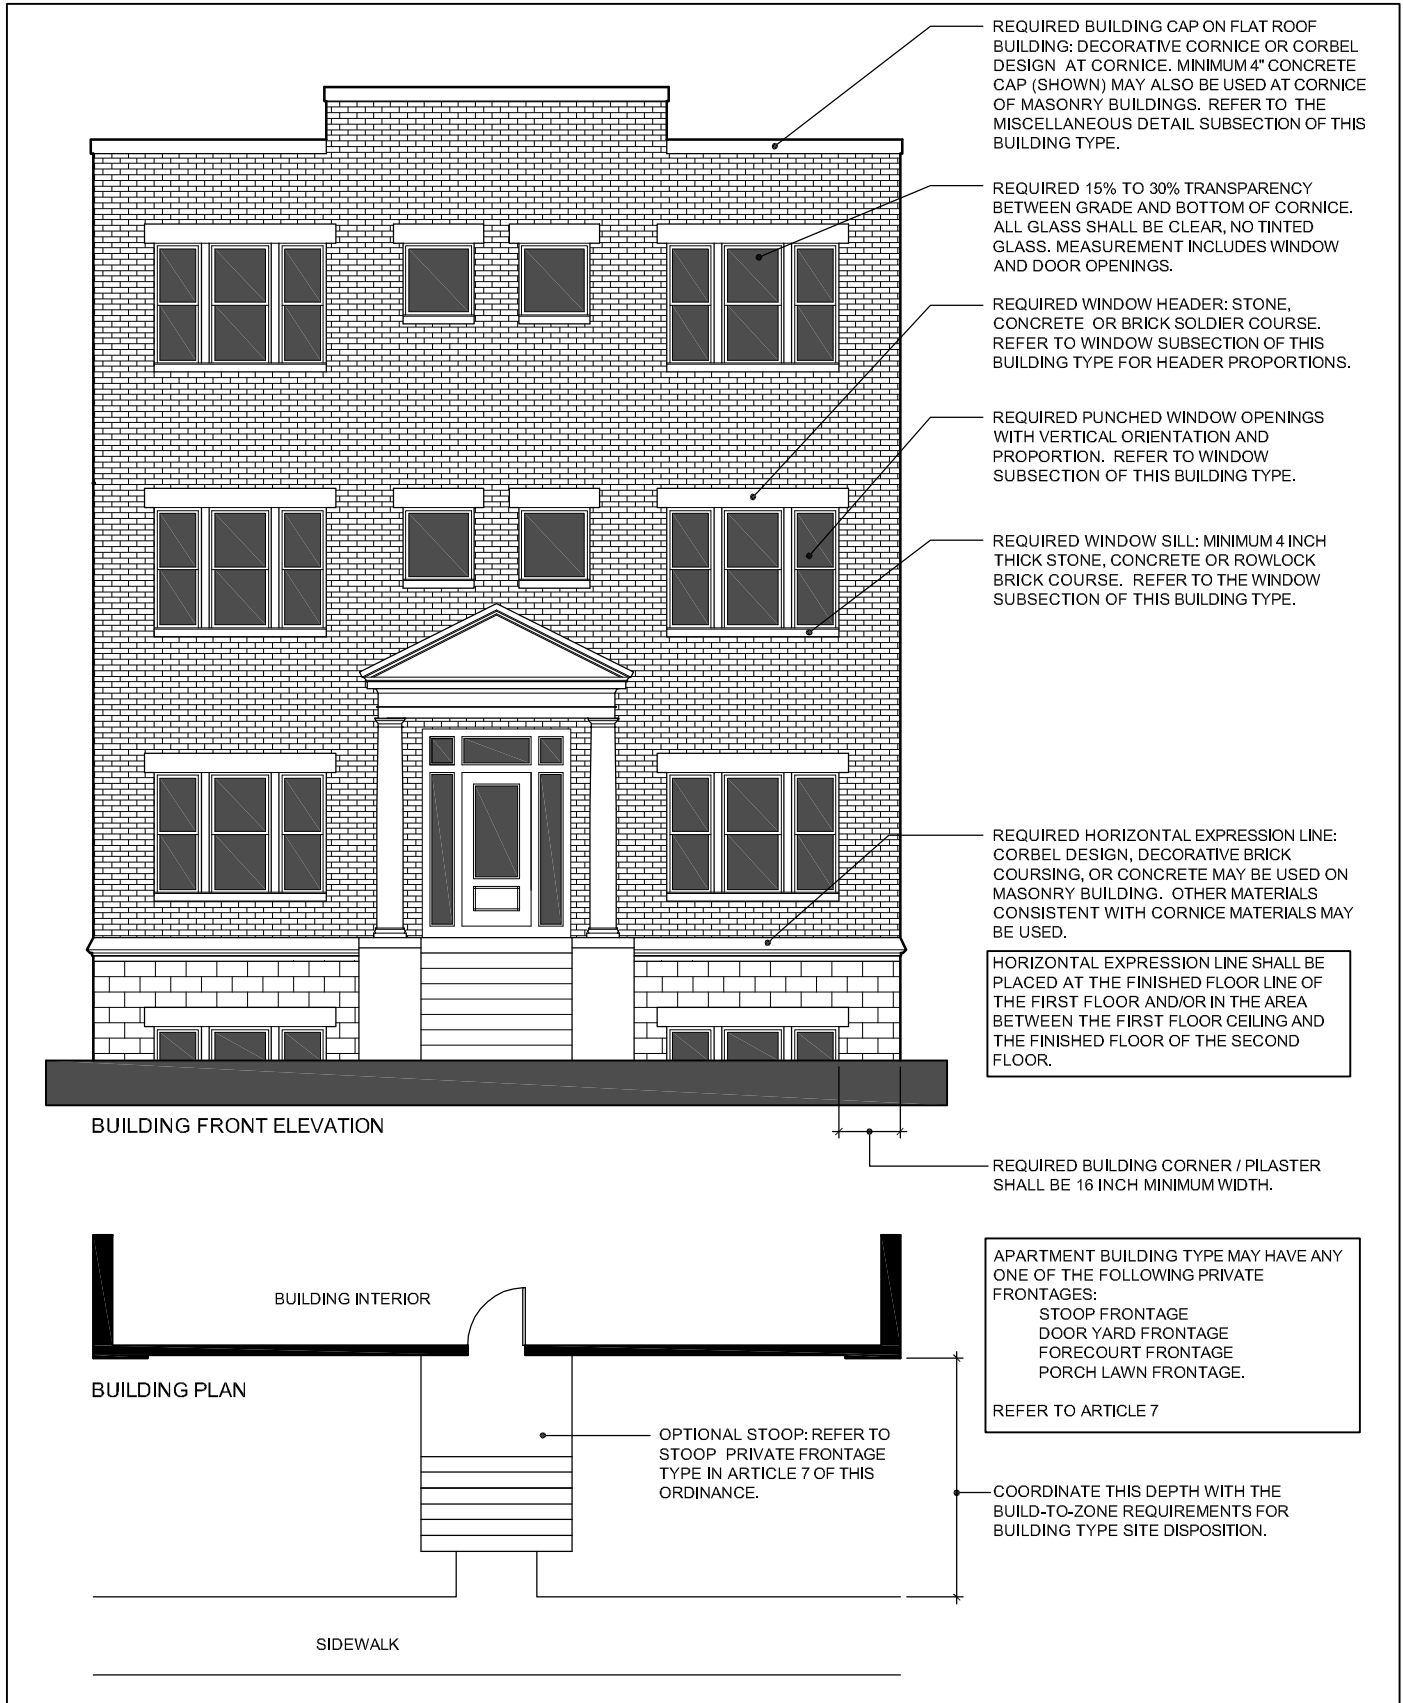 REQUIRED BUILDING CAP ON FLAT ROOF
BUILDING: DECORATIVE CORNICE OR CORBEL
DESIGN AT CORNICE. MINIMUM 4" CONCRETE
CAP (SHOWN) MAY ALSO BE USED AT CORNICE
OF MASONRY BUILDINGS. REFER TO THE
MISCELLANEOUS DETAIL SUBSECTION OF THIS
BUILDING TYPE.
REQUIRED 15% TO 30% TRANSPARENCY
BETWEEN GRADE AND BOTTOM OF CORNICE.
ALL GLASS SHALL BE CLEAR, NO TINTED
GLASS. MEASUREMENT INCLUDES WINDOW
AND DOOR OPENINGS.
REQUIRED WINDOW HEADER: STONE,
CONCRETE OR BRICK SOLDIER COURSE.
REFER TO WINDOW SUBSECTION OF THIS
BUILDING TYPE FOR HEADER PROPORTIONS.
REQUIRED PUNCHED WINDOW OPENINGS
WITH VERTICAL ORIENTATION AND
PROPORTION. REFER TO WINDOW
SUBSECTION OF THIS BUILDING TYPE.
REQUIRED WINDOW SILL: MINIMUM 4 INCH
THICK STONE, CONCRETE OR ROWLOCK
BRICK COURSE. REFER TO THE WINDOW
SUBSECTION OF THIS BUILDING TYPE.
REQUIRED HORIZONTAL EXPRESSION LINE:
CORBEL DESIGN, DECORATIVE BRICK
COURSING, OR CONCRETE MAY BE USED ON
MASONRY BUILDING. OTHER MATERIALS
CONSISTENT WITH CORNICE MATERIALS MAY
BE USED.
HORIZONTAL EXPRESSION LINE SHALL BE
PLACED AT THE FINISHED FLOOR LINE OF
THE FIRST FLOOR AND/OR IN THE AREA
BETWEEN THE FIRST FLOOR CEILING AND
THE FINISHED FLOOR OF THE SECOND
FLOOR.
BUILDING FRONT ELEVATION
REQUIRED BUILDING CORNER / PILASTER
SHALL BE 16 INCH MINIMUM WIDTH.
APARTMENT BUILDING TYPE MAY HAVE ANY
ONE OF THE FOLLOWING PRIVATE
FRONTAGES:
STOOP FRONTAGE
DOOR YARD FRONTAGE
FORECOURT FRONTAGE
PORCH LAWN FRONTAGE.
REFER TO ARTICLE 7
BUILDING INTERIOR
BUILDING PLAN
OPTIONAL STOOP: REFER TO
STOOP PRIVATE FRONTAGE
TYPE IN ARTICLE 7 OF THIS
ORDINANCE.
COORDINATE THIS DEPTH WITH THE
BUILD-TO-ZONE REQUIREMENTS FOR
BUILDING TYPE SITE DISPOSITION.
SIDEWALK